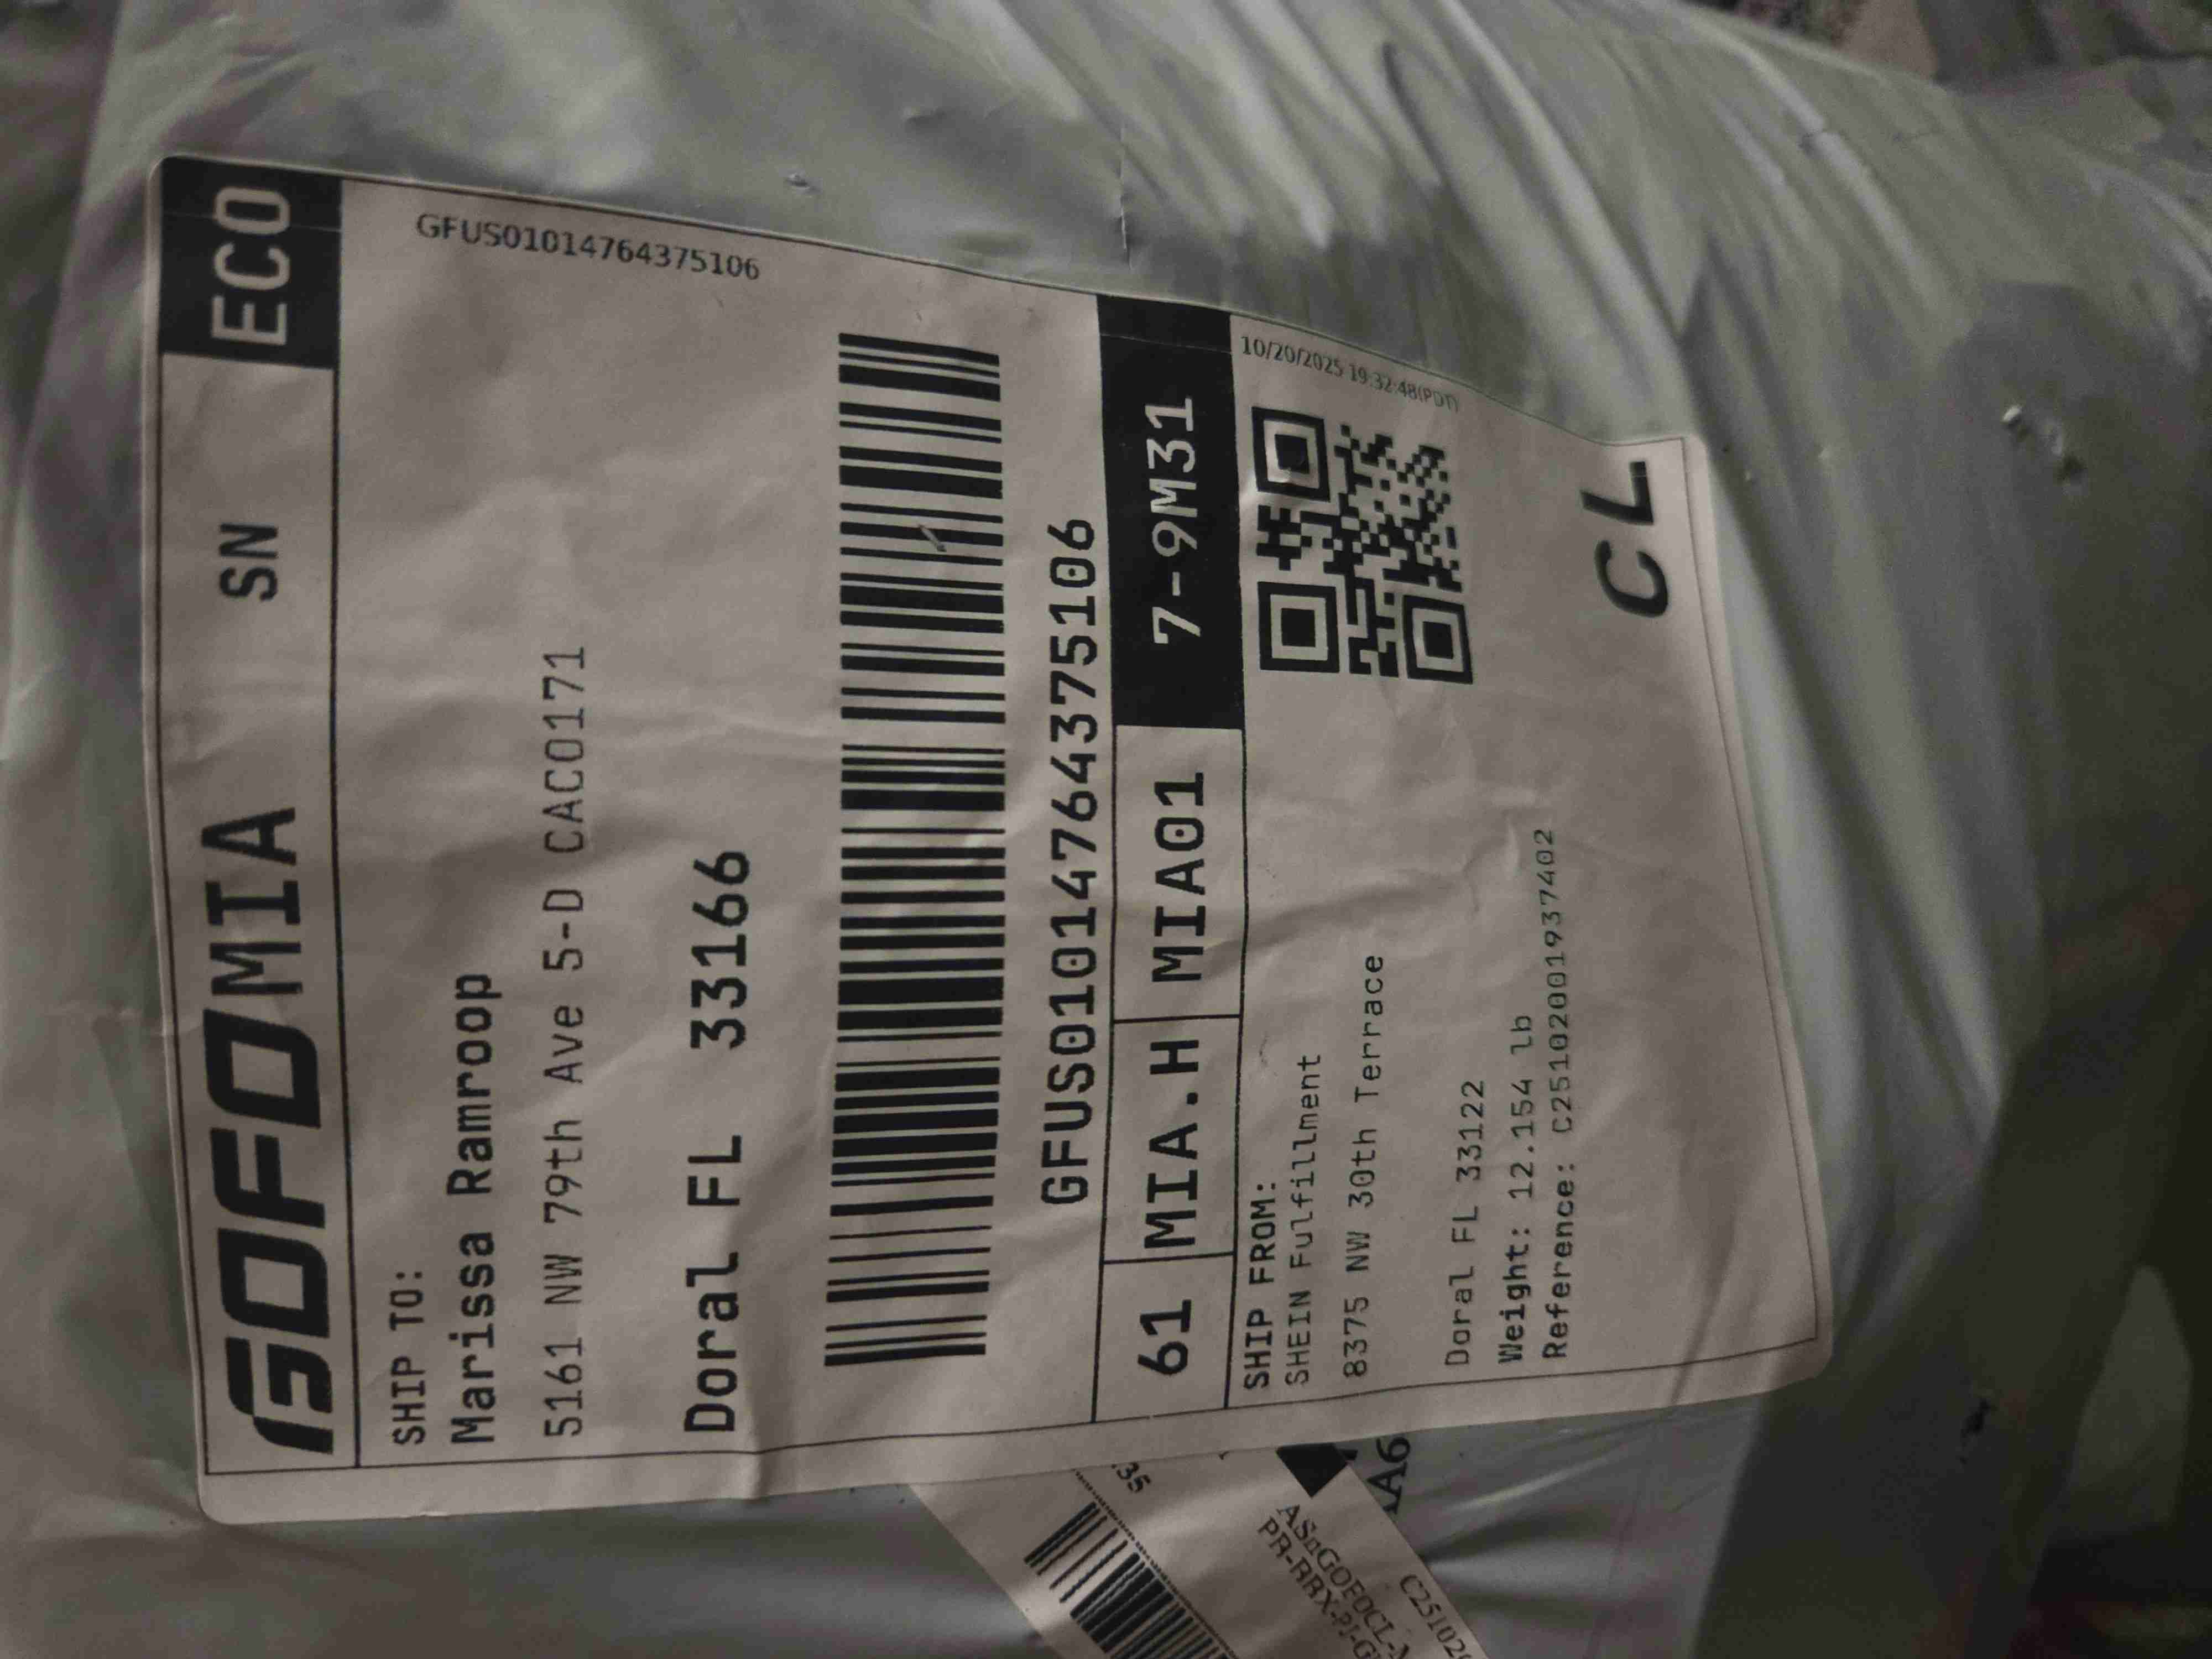 GOFO MIA SN ECO
GFUS01014764375106
SHIP TO:
Marissa Ramroop
5161 NW 79th Ave 5-D CAC0171
Doral FL 33166
GFUS01014764375106
61 MIA.H MIA01 7-9M31
10/20/2025 19:32:48(PDT)
SHIP FROM:
SHEIN Fulfillment
8375 NW 30th Terrace
Doral FL 33122
Weight: 12.154 lb
Reference: C251020001937402
CL